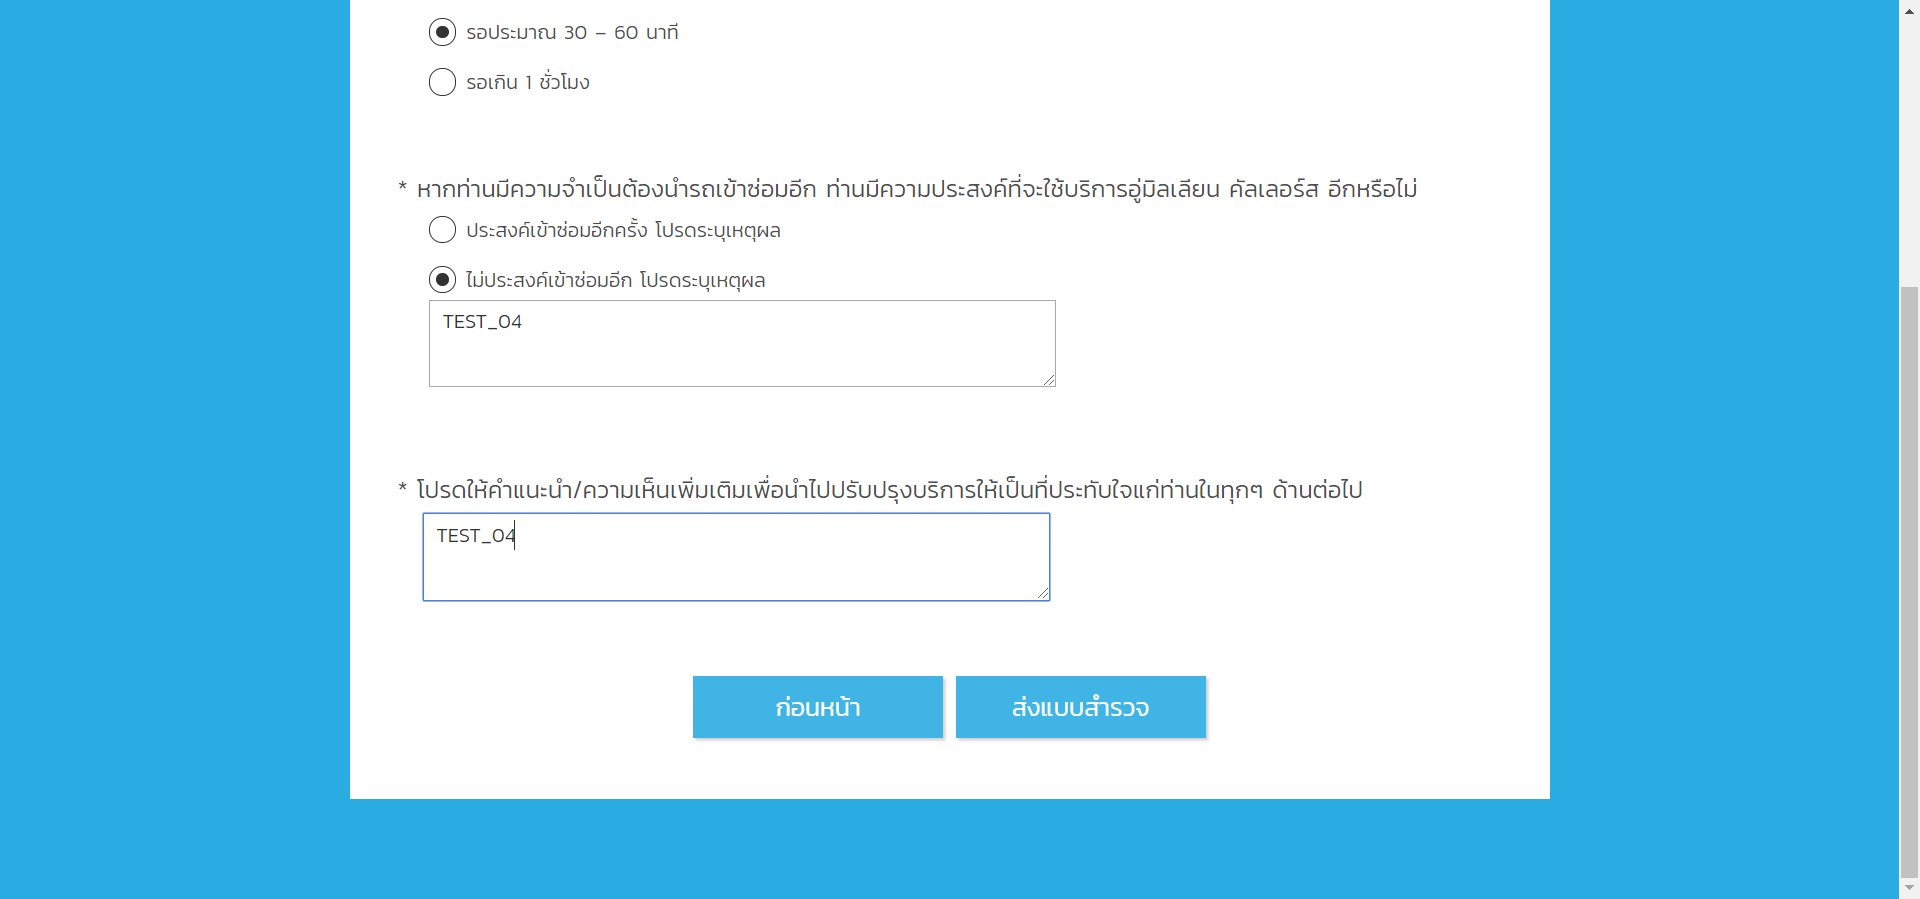 รอประมาณ 30 – 60 นาที
รอเกิน 1 ชั่วโมง
* หากท่านมีความจำเป็นต้องนำรถเข้าซ่อมอีก ท่านมีความประสงค์ที่จะใช้บริการอู่มิลเลียน คัลเลอร์ส อีกหรือไม่
ประสงค์เข้าซ่อมอีกครั้ง โปรดระบุเหตุผล
ไม่ประสงค์เข้าซ่อมอีก โปรดระบุเหตุผล
TEST_04
* โปรดให้คำแนะนำ/ความเห็นเพิ่มเติมเพื่อนำไปปรับปรุงบริการให้เป็นที่ประทับใจแก่ท่านในทุกๆ ด้านต่อไป
TEST_04
ก่อนหน้า
ส่งแบบสำรวจ